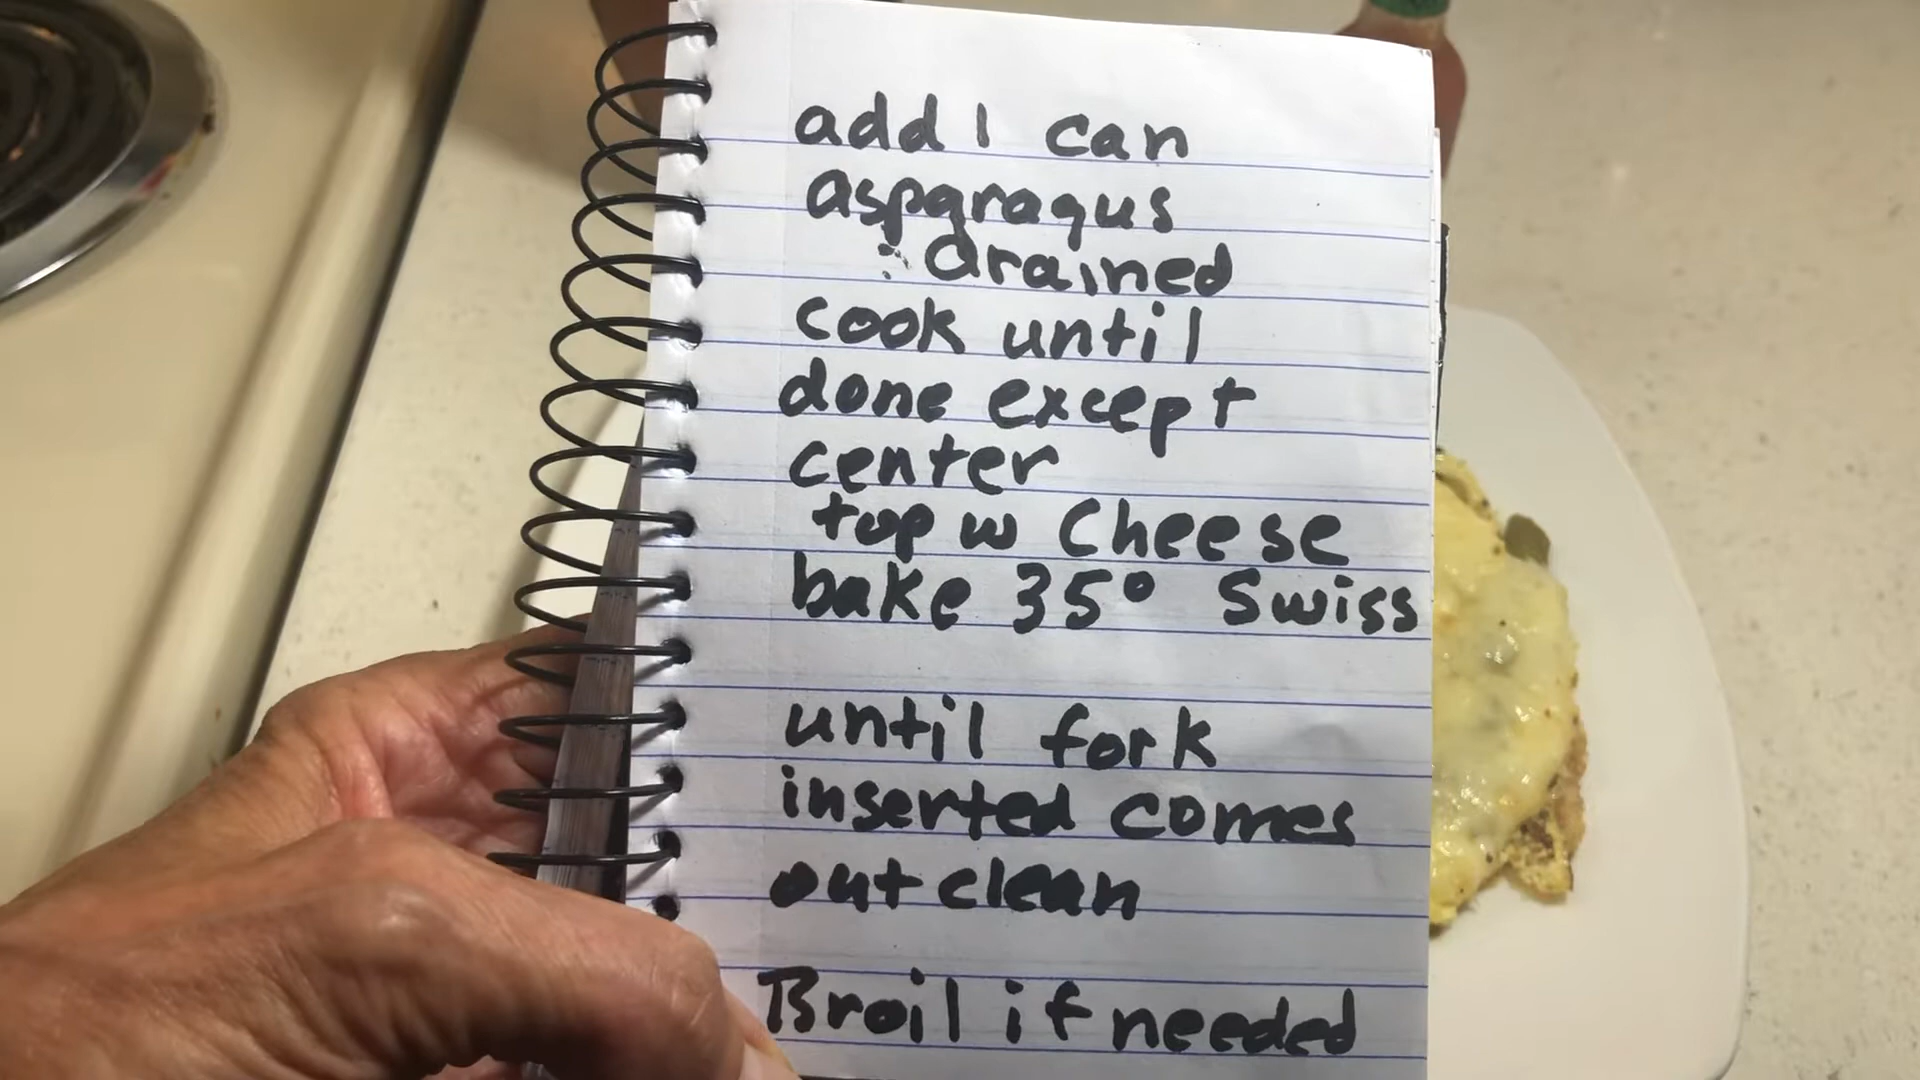 add 1 can
asparagus
drained
cook until
done except
center
top w Cheese
bake 35° Swiss
until fork
inserted comes
out clean
Broil if needed